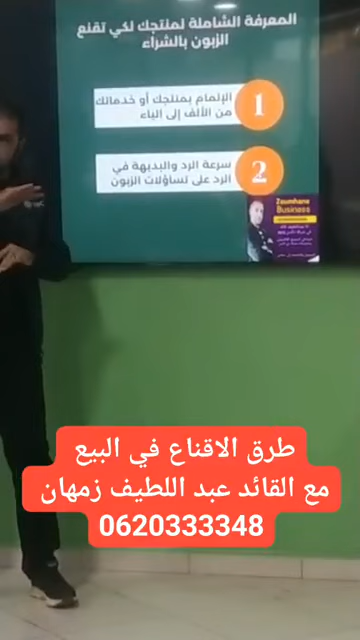 المعرفة الشاملة لمنتجك لكي تقنع
الزبون بالشراء
1
الإلمام بمنتجك أو خدماتك
من الألف إلى الياء
2
سرعة الرد والبديهة في
الرد على تساؤلات الزبون
Zoumhane
Business
طرق الاقناع في البيع
مع القائد عبد اللطيف زمهان
0620333348